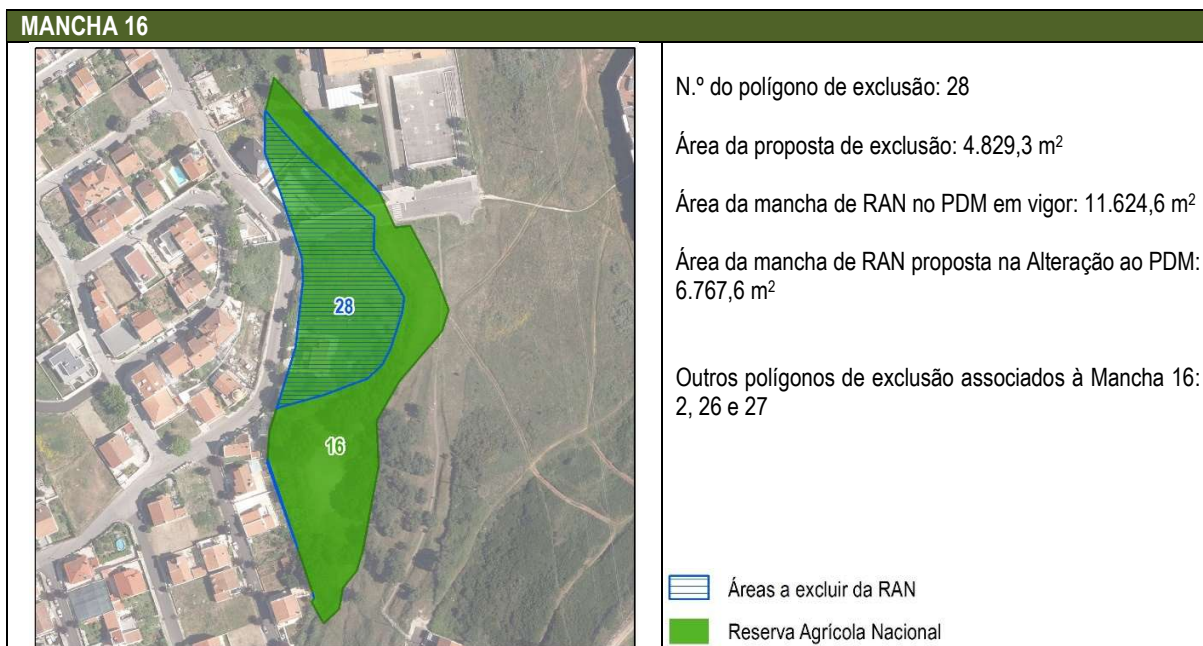 MANCHA 16
28
16
N.º do polígono de exclusão: 28
Área da proposta de exclusão: 4.829,3 m²
Área da mancha de RAN no PDM em vigor: 11.624,6 m²
Área da mancha de RAN proposta na Alteração ao PDM:
6.767,6 m²
Outros polígonos de exclusão associados à Mancha 16:
2, 26 e 27
Áreas a excluir da RAN
Reserva Agrícola Nacional